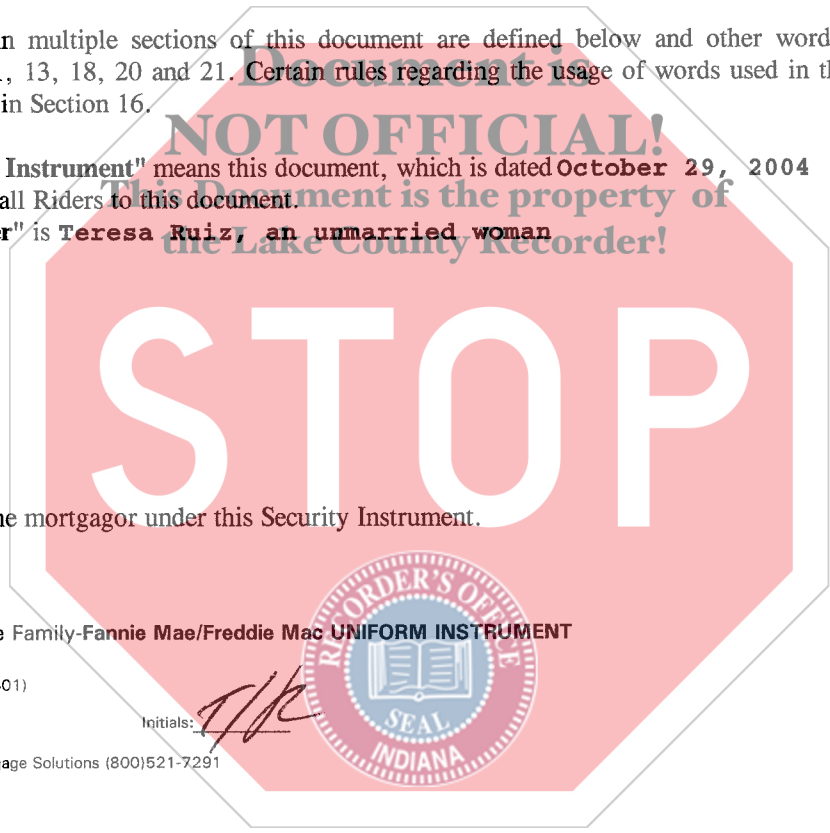 n multiple sections of this document are defined below and other word
, 13, 18, 20 and 21. Certain rules regarding the usage of words used in th
in Section 16.
Document is
NOT OFFICIAL!
Instrument" means this document, which is dated October 29, 2004
all Riders to this document.
This Document is the property of
r" is Teresa Ruiz, an unmarried woman
the Lake County Recorder!
STOP
ne mortgagor under this Security Instrument.
e Family-Fannie Mae/Freddie Mac UNIFORM INSTRUMENT
01)
Initials:
age Solutions (800)521-7291
RECORDER'S OFFICE
SEAL
INDIANA